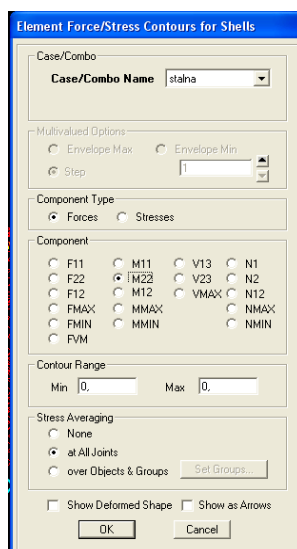 Element Force/Stress Contours for Shells
Case/Combo
Case/Combo Name stalna
Multivalued Options
Envelope Max Envelope Min
Step 1
Component Type
Forces Stresses
Component
F11 M11 V13 N1
F22 M22 V23 N2
F12 M12 VMAX N12
FMAX MMAX NMAX
FMIN MMIN NMIN
FVM
Contour Range
Min 0, Max 0,
Stress Averaging
None
at All Joints
over Objects & Groups Set Groups...
Show Deformed Shape Show as Arrows
OK Cancel